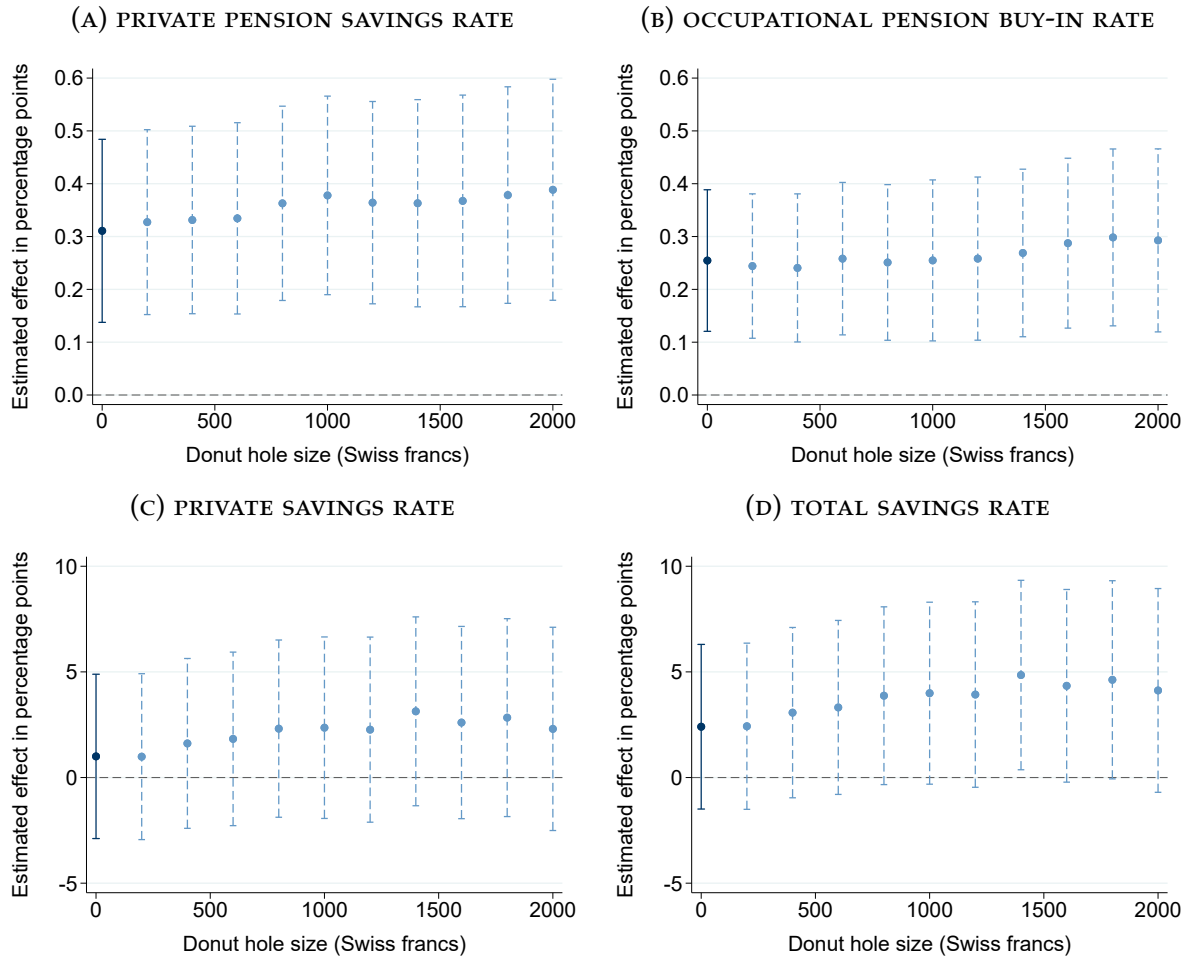 (A) PRIVATE PENSION SAVINGS RATE
Estimated effect in percentage points
0.6
0.5
0.4
0.3
0.2
0.1
0.0
0 500 1000 1500 2000
Donut hole size (Swiss francs)
(B) OCCUPATIONAL PENSION BUY-IN RATE
Estimated effect in percentage points
0.6
0.5
0.4
0.3
0.2
0.1
0.0
0 500 1000 1500 2000
Donut hole size (Swiss francs)
(C) PRIVATE SAVINGS RATE
Estimated effect in percentage points
10
5
0
-5
0 500 1000 1500 2000
Donut hole size (Swiss francs)
(D) TOTAL SAVINGS RATE
Estimated effect in percentage points
10
5
0
-5
0 500 1000 1500 2000
Donut hole size (Swiss francs)